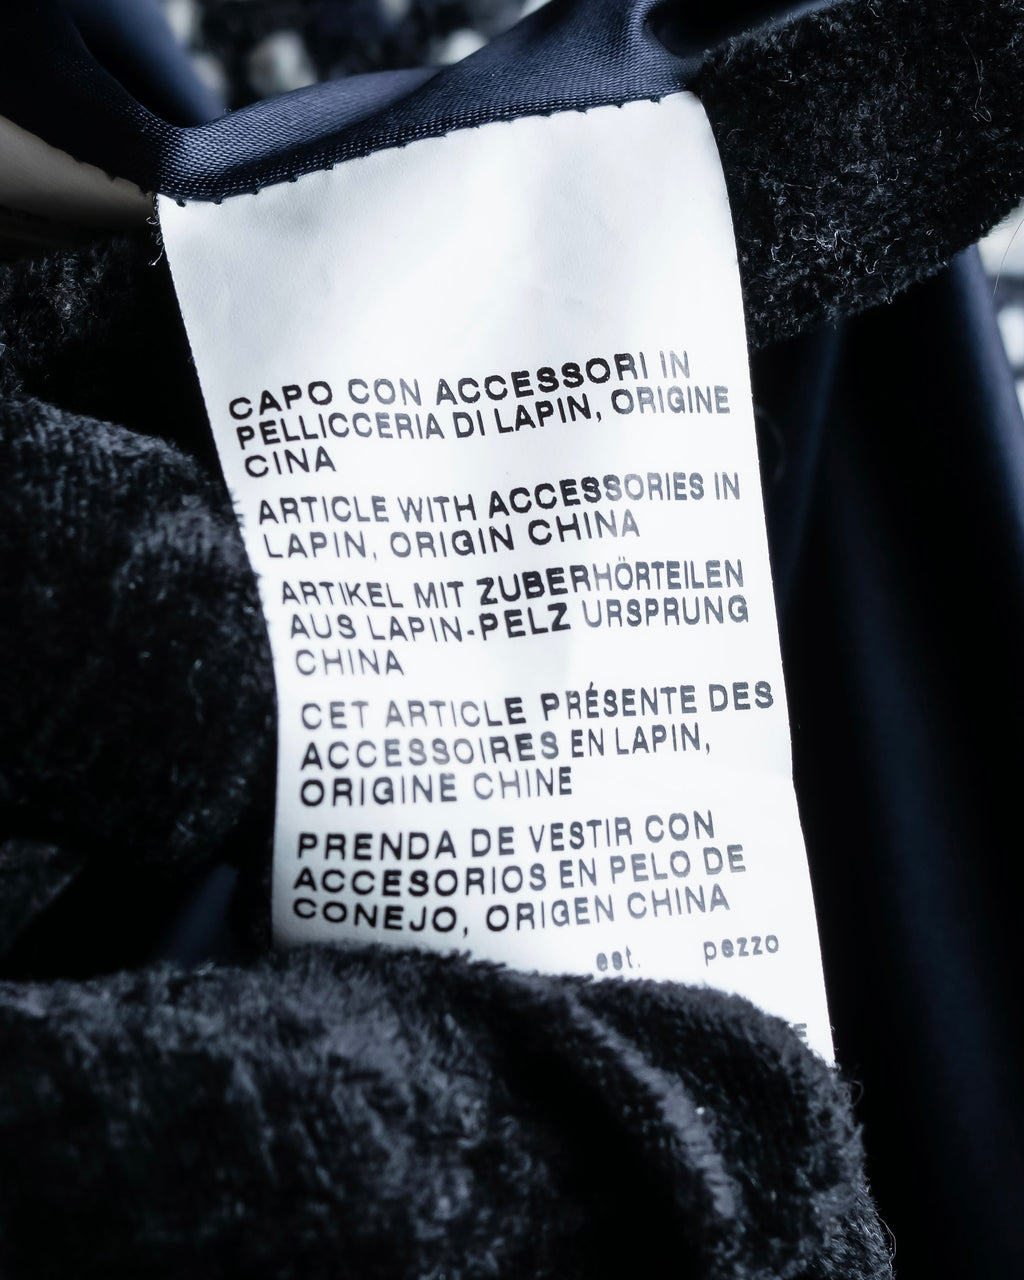 CAPO CON ACCESSORI IN
PELLICCERIA DI LAPIN, ORIGINE
CINA
ARTICLE WITH ACCESSORIES IN
LAPIN, ORIGIN CHINA
ARTIKEL MIT ZUBERHÖRTEILEN
AUS LAPIN-PELZ URSPRUNG
CHINA
CET ARTICLE PRÉSENTE DES
ACCESSOIRES EN LAPIN,
ORIGINE CHINE
PRENDA DE VESTIR CON
ACCESORIOS EN PELO DE
CONEJO, ORIGEN CHINA
est. pezzo